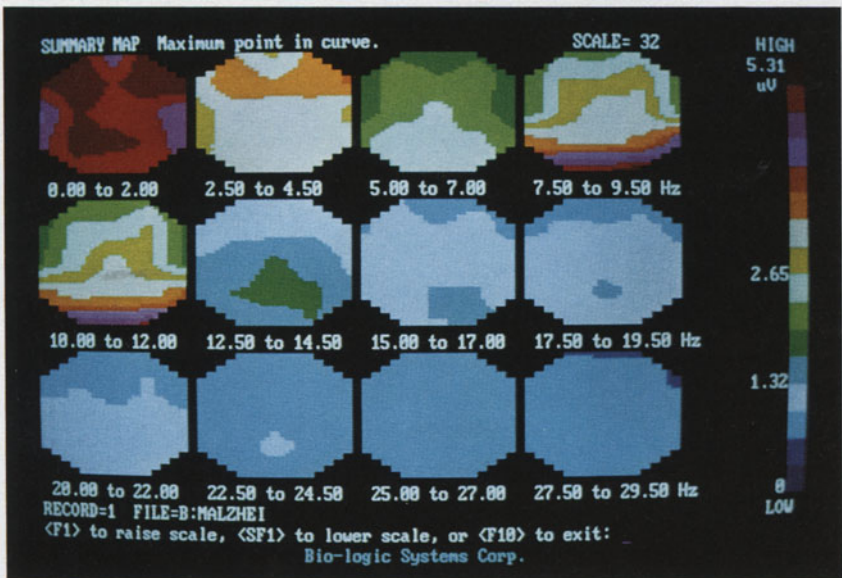 SUMMARY MAP Maximum point in curve. SCALE= 32 HIGH
5.31
uV
0.00 to 2.00 2.50 to 4.50 5.00 to 7.00 7.50 to 9.50 Hz
2.65
10.00 to 12.00 12.50 to 14.50 15.00 to 17.00 17.50 to 19.50 Hz
1.32
20.00 to 22.00 22.50 to 24.50 25.00 to 27.00 27.50 to 29.50 Hz
0
LOW
RECORD=1 FILE=B:MALZHEI
<F1> to raise scale, <SF1> to lower scale, or <F10> to exit: _
Bio-logic Systems Corp.